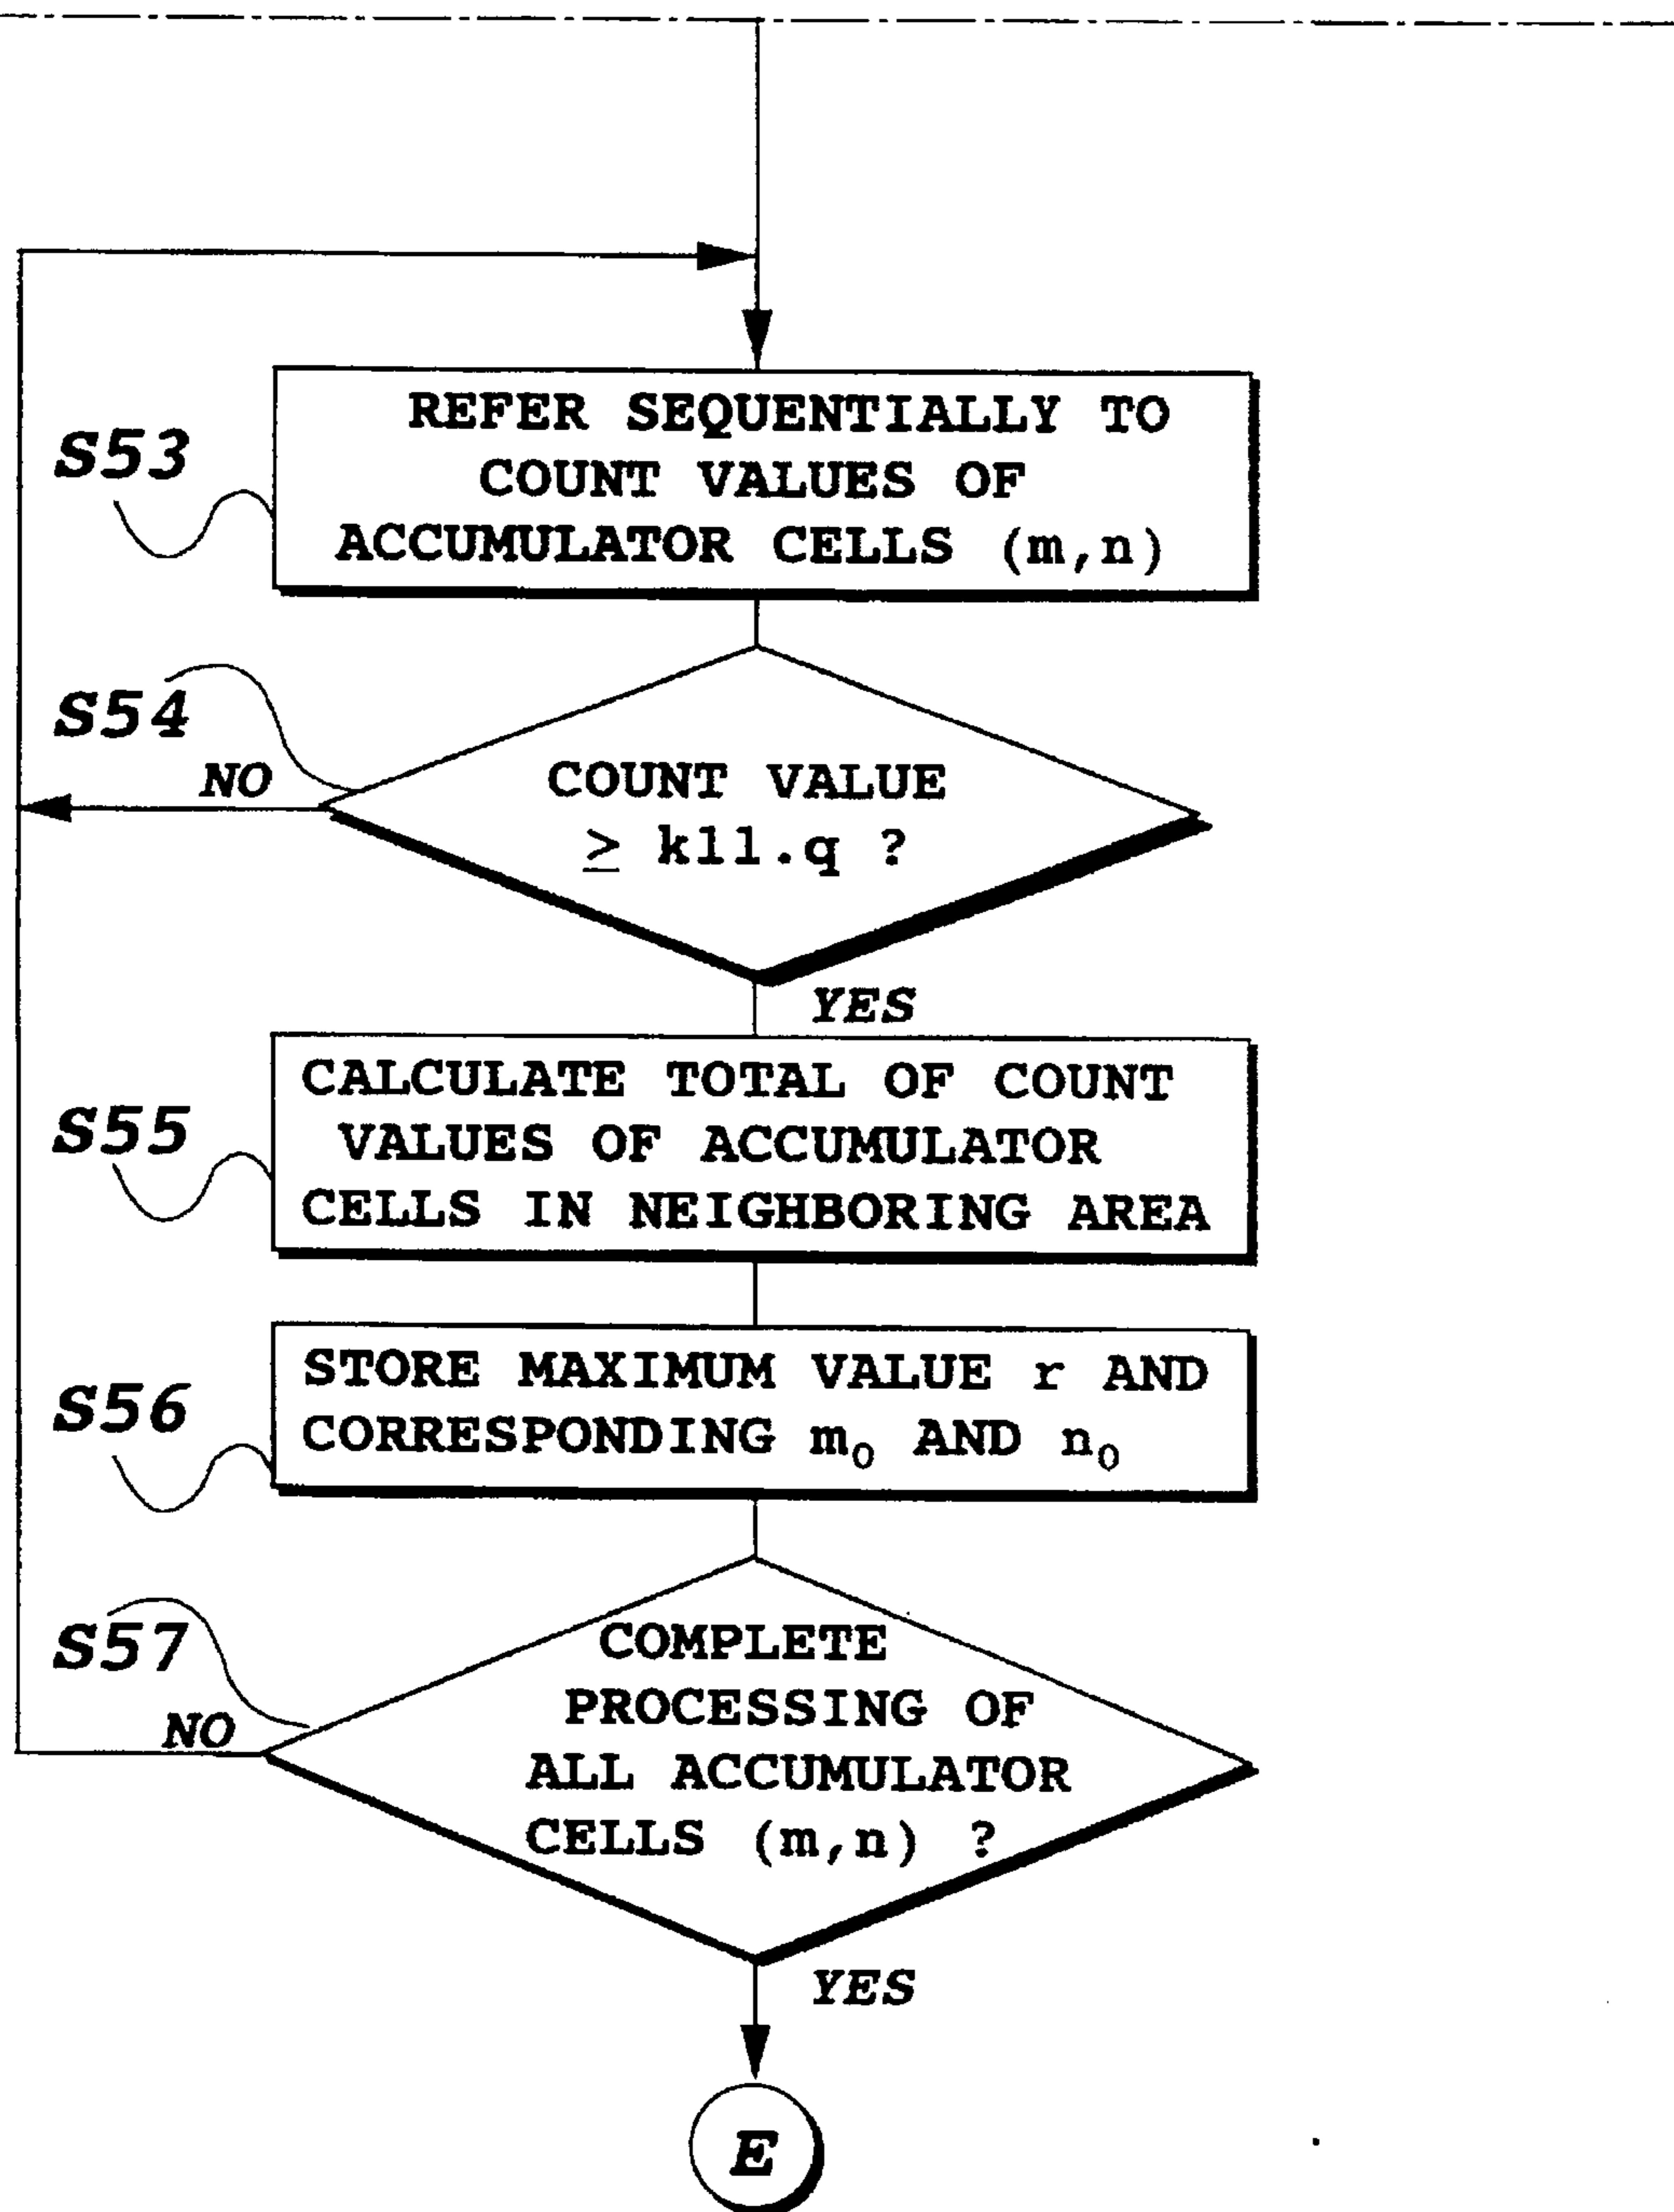 S53
REFER SEQUENTIALLY TO
COUNT VALUES OF
ACCUMULATOR CELLS (m,n)
S54
NO
COUNT VALUE
≥ k11.q ?
YES
S55
CALCULATE TOTAL OF COUNT
VALUES OF ACCUMULATOR
CELLS IN NEIGHBORING AREA
S56
STORE MAXIMUM VALUE r AND
CORRESPONDING m₀ AND n₀
S57
NO
COMPLETE
PROCESSING OF
ALL ACCUMULATOR
CELLS (m,n) ?
YES
E